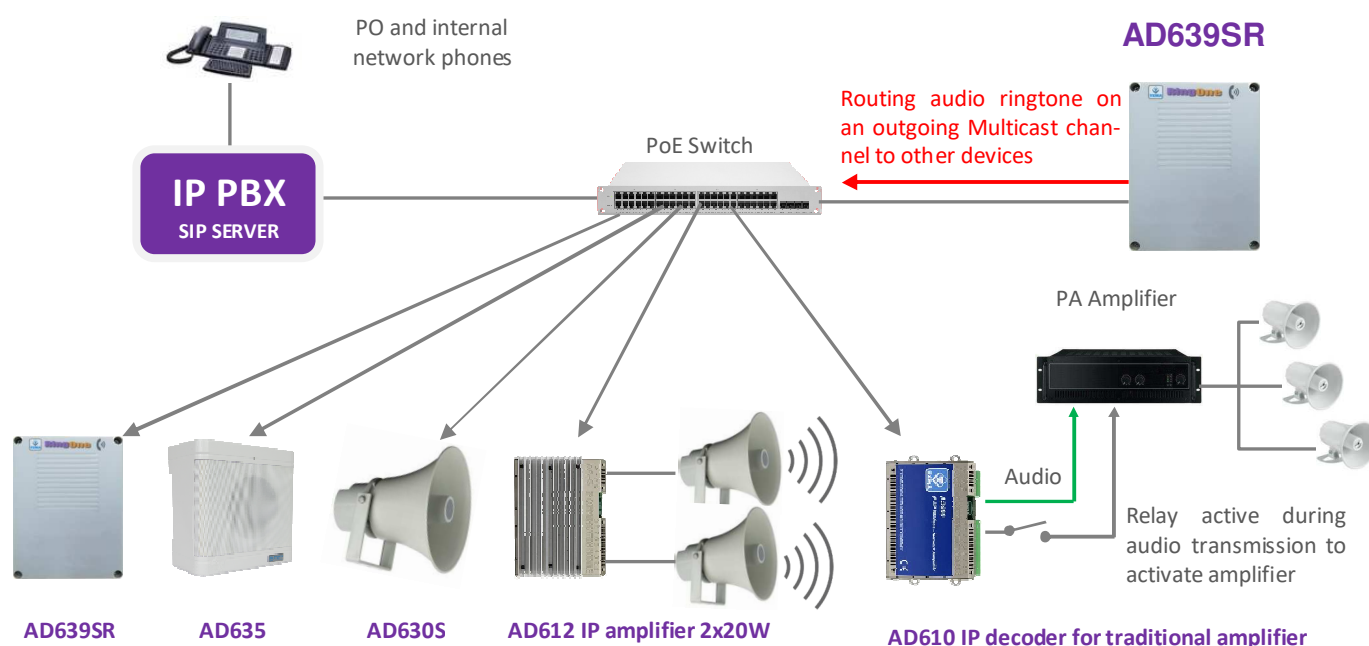 PO and internal
network phones
AD639SR
RingOne
Routing audio ringtone on
an outgoing Multicast chan-
nel to other devices
PoE Switch
IP PBX
SIP SERVER
PA Amplifier
RingOne
Audio
Relay active during
audio transmission to
activate amplifier
AD639SR
AD635
AD630S
AD612 IP amplifier 2x20W
AD610 IP decoder for traditional amplifier